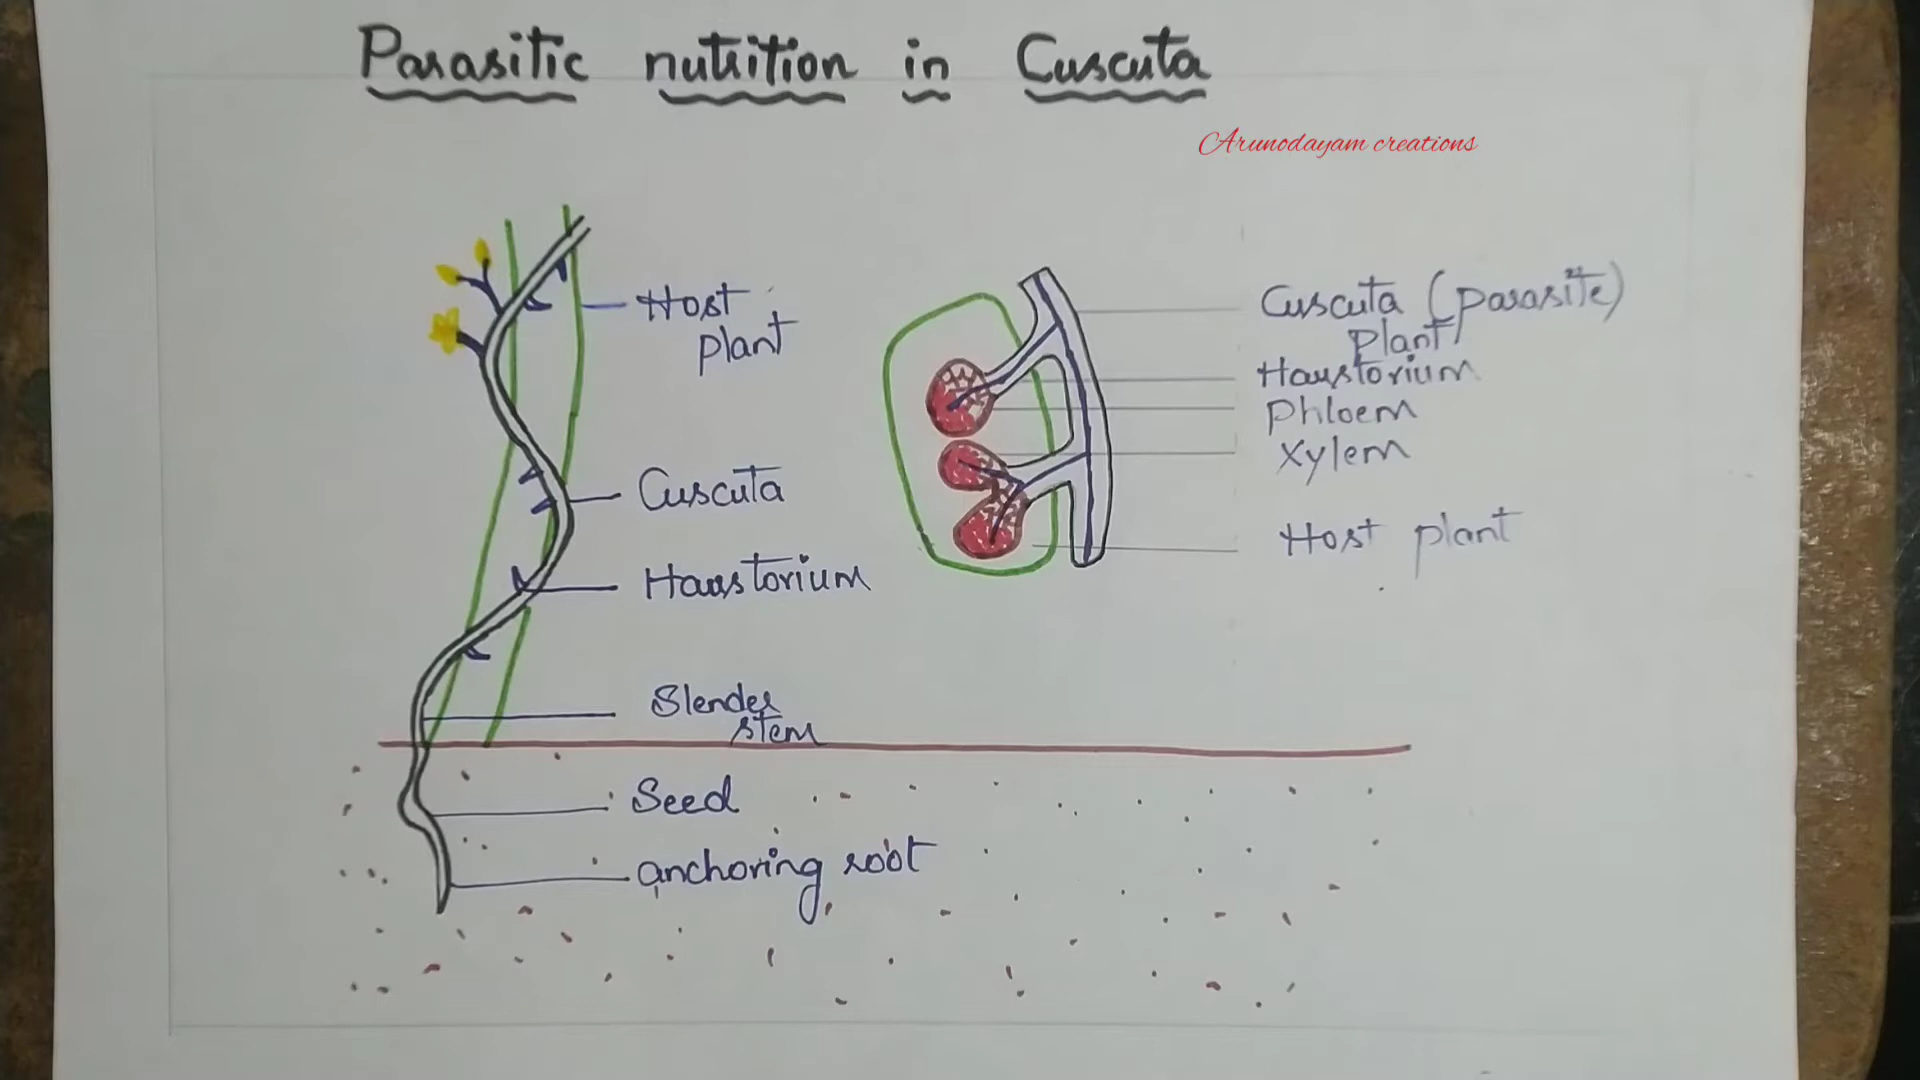 Parasitic nutrition in Cuscuta
Arunodayam creations
Host
plant
Cuscuta
Haustorium
Slender
stem
Seed
anchoring root
Cuscuta (parasite)
plant
Haustorium
Phloem
Xylem
Host plant